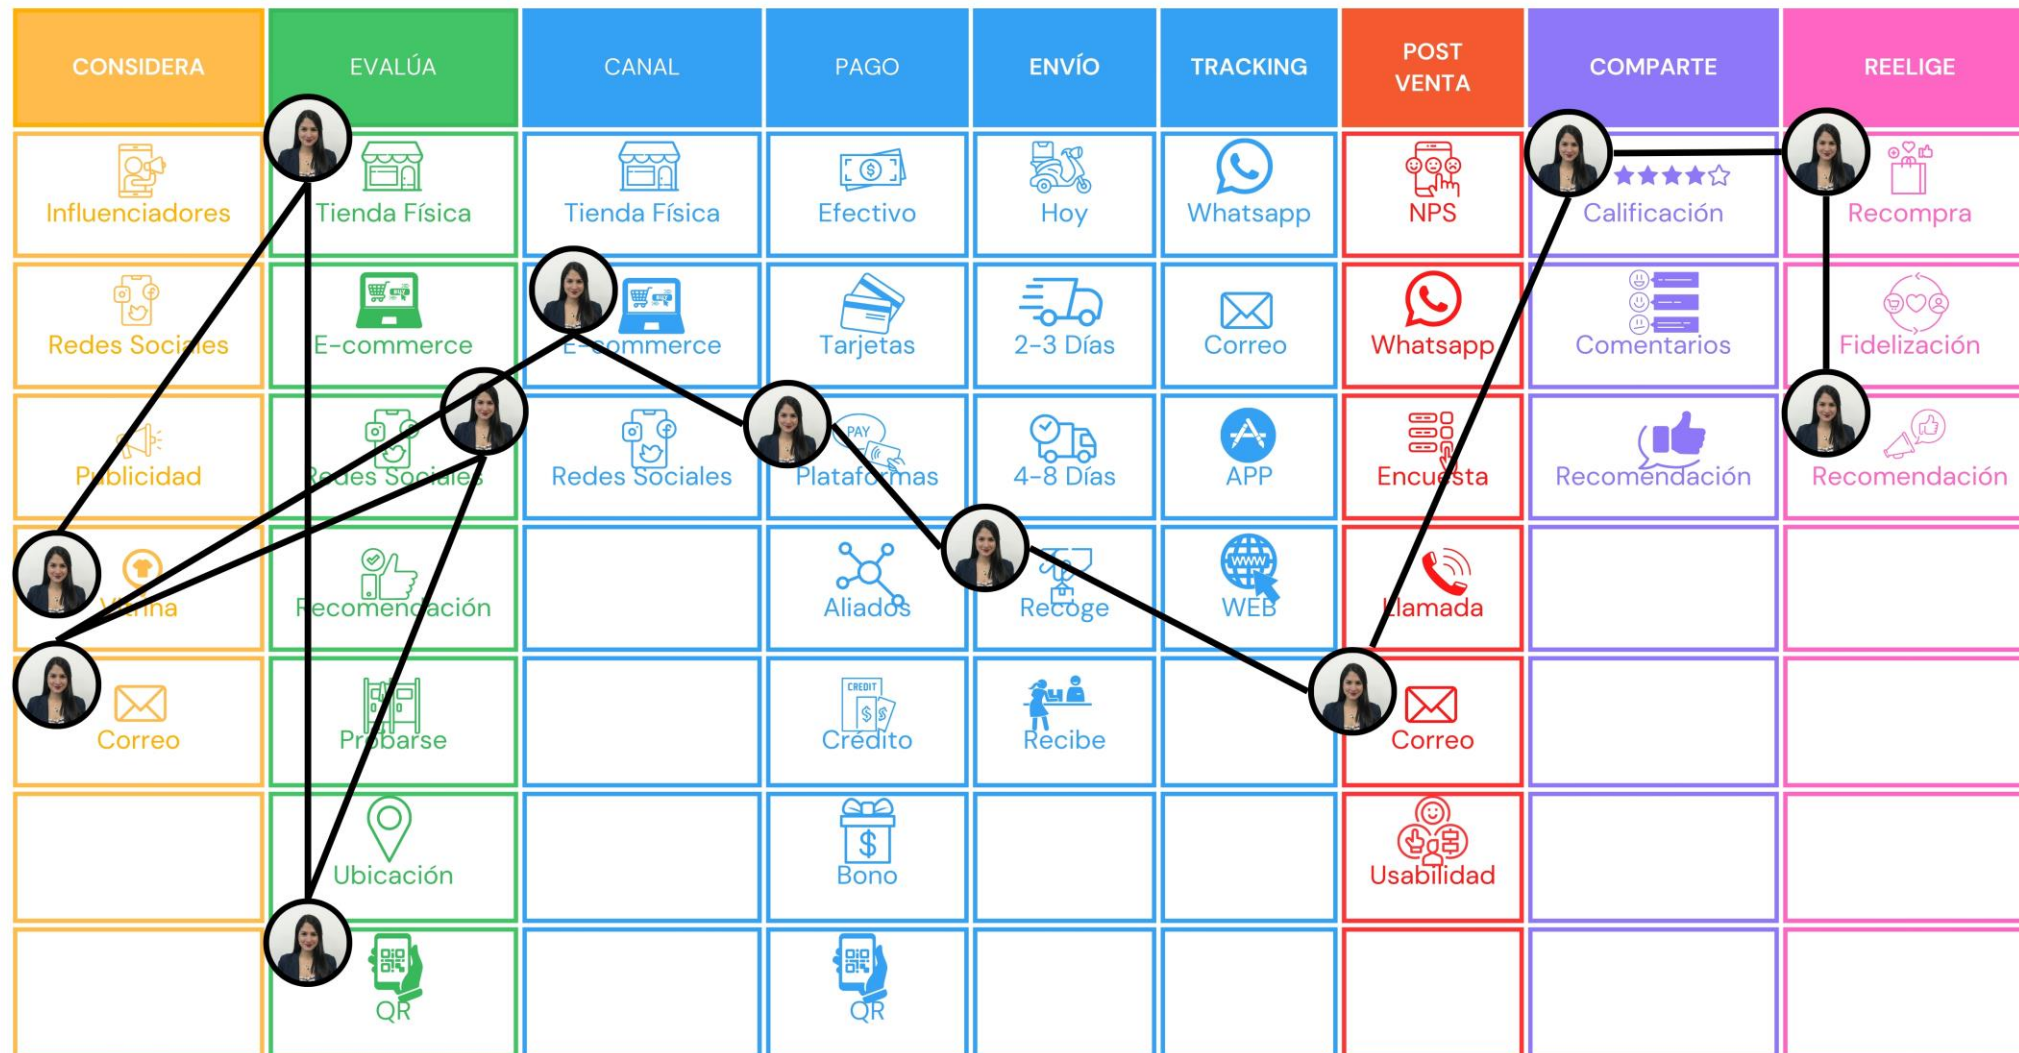 CONSIDERA
EVALÚA
CANAL
PAGO
ENVÍO
TRACKING
POST
VENTA
COMPARTE
REELIGE
Influenciadores
Tienda Física
Tienda Física
Efectivo
Hoy
Whatsapp
NPS
Calificación
Recompra
Redes Sociales
E-commerce
E-commerce
Tarjetas
2-3 Días
Correo
Whatsapp
Comentarios
Fidelización
Publicidad
Redes Sociales
Redes Sociales
PAY
Plataformas
4-8 Días
APP
Encuesta
Recomendación
Recomendación
Vitrina
Recomendación
Aliados
Recoge
WWW
WEB
Llamada
Correo
Probarse
CREDIT
$ $
Crédito
Recibe
Correo
Ubicación
$
Bono
Usabilidad
QR
QR